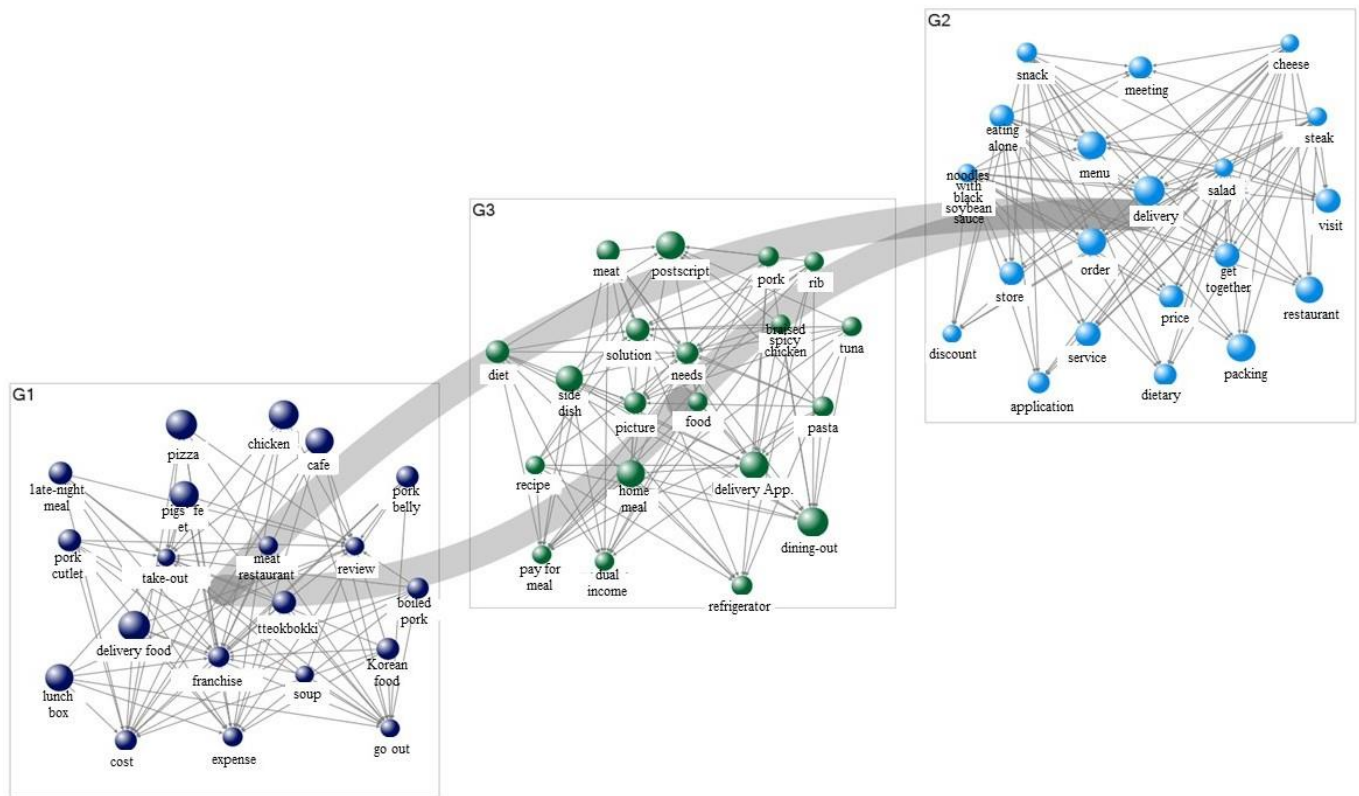 G1
pizza
chicken
cafe
late-night
meal
pigs' fe
et
pork
belly
pork
cutlet
take-out
meat
restaurant
review
boiled
pork
tteokbokki
delivery food
Korean
food
lunch
box
franchise
soup
cost
expense
go out
G3
meat
postscript
pork
rib
diet
solution
needs
braised
spicy
chicken
tuna
side
dish
picture
food
pasta
recipe
home
meal
delivery App.
dining-out
pay for
meal
dual
income
refrigerator
G2
snack
meeting
cheese
eating
alone
menu
steak
noodles
with
black
soybean
sauce
delivery
salad
visit
store
order
get
together
price
restaurant
discount
service
packing
application
dietary